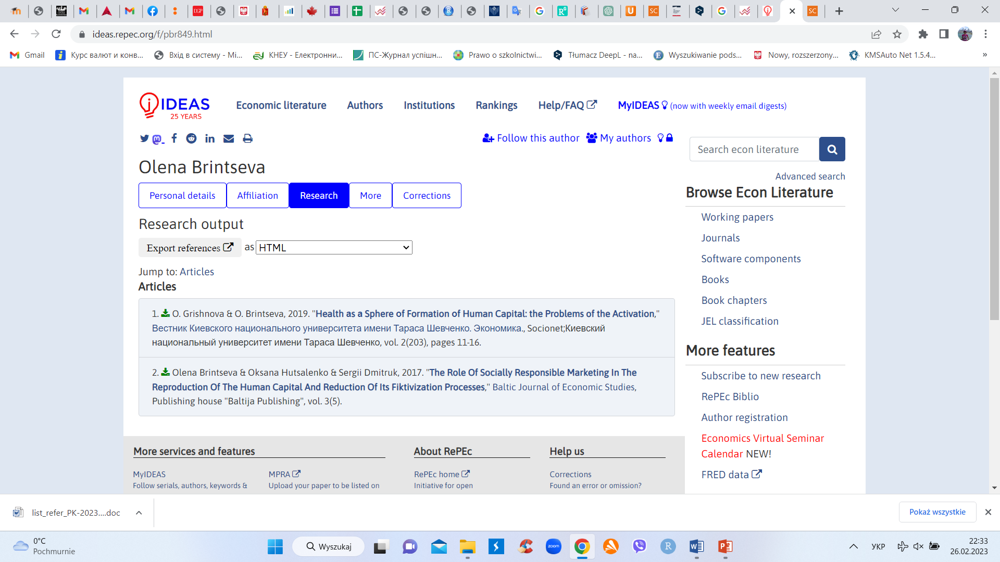 ideas.repec.org/f/pbr849.html
Gmail
Курс валют и конв...
Вхід в систему - Mi...
КНЕУ - Електронни...
ПС-Журнал успішн...
Prawo o szkolnictwi...
Tłumacz DeepL - na...
Wyszukiwanie pods...
Nowy, rozszerzony...
KMSAuto Net 1.5.4...
»
IDEAS
25 YEARS
Economic literature
Authors
Institutions
Rankings
Help/FAQ
MyIDEAS (now with weekly email digests)
Follow this author
My authors
Search econ literature
Advanced search
Olena Brintseva
Personal details
Affiliation
Research
More
Corrections
Research output
Export references as HTML
Jump to: Articles
Articles
1. O. Grishnova & O. Brintseva, 2019. "Health as a Sphere of Formation of Human Capital: the Problems of the Activation,"
Вестник Киевского национального университета имени Тараса Шевченко. Экономика., Socionet;Киевский
национальный университет имени Тараса Шевченко, vol. 2(203), pages 11-16.
2. Olena Brintseva & Oksana Hutsalenko & Sergii Dmitruk, 2017. "The Role Of Socially Responsible Marketing In The
Reproduction Of The Human Capital And Reduction Of Its Fiktivization Processes," Baltic Journal of Economic Studies,
Publishing house "Baltija Publishing", vol. 3(5).
Browse Econ Literature
Working papers
Journals
Software components
Books
Book chapters
JEL classification
More features
Subscribe to new research
RePEc Biblio
Author registration
Economics Virtual Seminar
Calendar NEW!
FRED data
More services and features
MyIDEAS
Follow serials, authors, keywords &
MPRA
Upload your paper to be listed on
About RePEc
RePEc home
Initiative for open
Help us
Corrections
Found an error or omission?
list_refer_PK-2023....doc
Pokaż wszystkie
0°C
Pochmurnie
Wyszukaj
zoom
УКР
22:33
26.02.2023